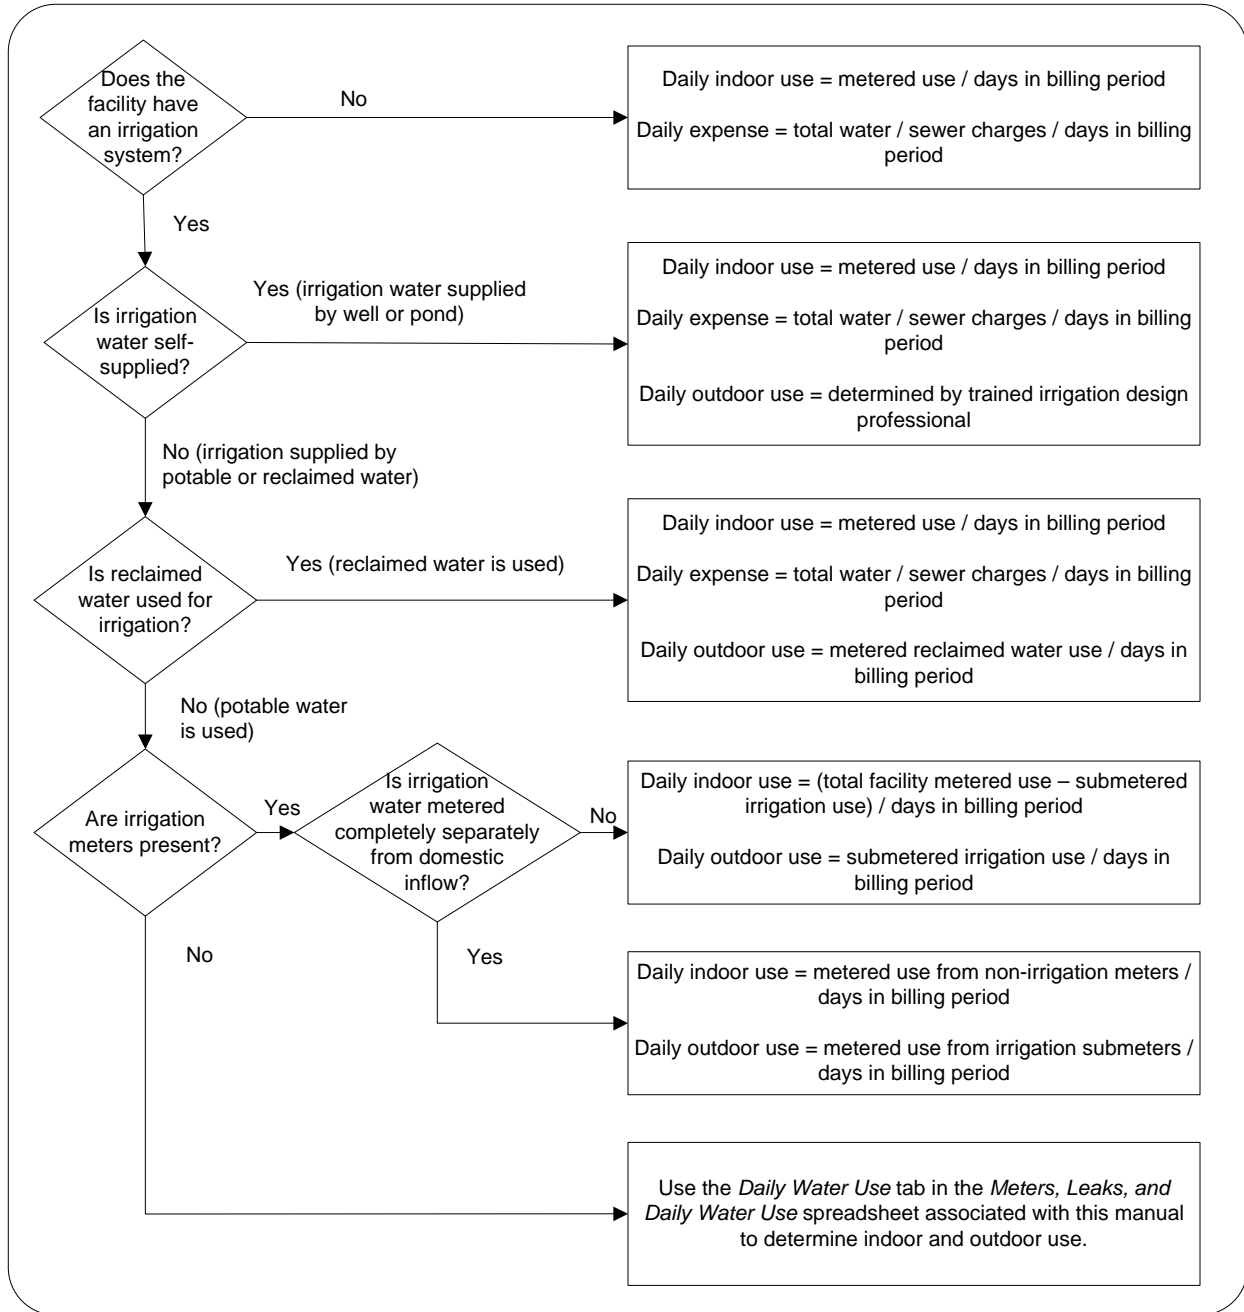 Does the
facility have
an irrigation
system?
No
Daily indoor use = metered use / days in billing period
Daily expense = total water / sewer charges / days in billing
period
Yes
Is irrigation
water self-
supplied?
Yes (irrigation water supplied
by well or pond)
Daily indoor use = metered use / days in billing period
Daily expense = total water / sewer charges / days in billing
period
Daily outdoor use = determined by trained irrigation design
professional
No (irrigation supplied by
potable or reclaimed water)
Is reclaimed
water used for
irrigation?
Yes (reclaimed water is used)
Daily indoor use = metered use / days in billing period
Daily expense = total water / sewer charges / days in billing
period
Daily outdoor use = metered reclaimed water use / days in
billing period
No (potable water
is used)
Are irrigation
meters present?
Yes
Is irrigation
water metered
completely separately
from domestic
inflow?
No
Daily indoor use = (total facility metered use – submetered
irrigation use) / days in billing period
Daily outdoor use = submetered irrigation use / days in
billing period
Yes
Daily indoor use = metered use from non-irrigation meters /
days in billing period
Daily outdoor use = metered use from irrigation submeters /
days in billing period
No
Use the Daily Water Use tab in the Meters, Leaks, and
Daily Water Use spreadsheet associated with this manual
to determine indoor and outdoor use.